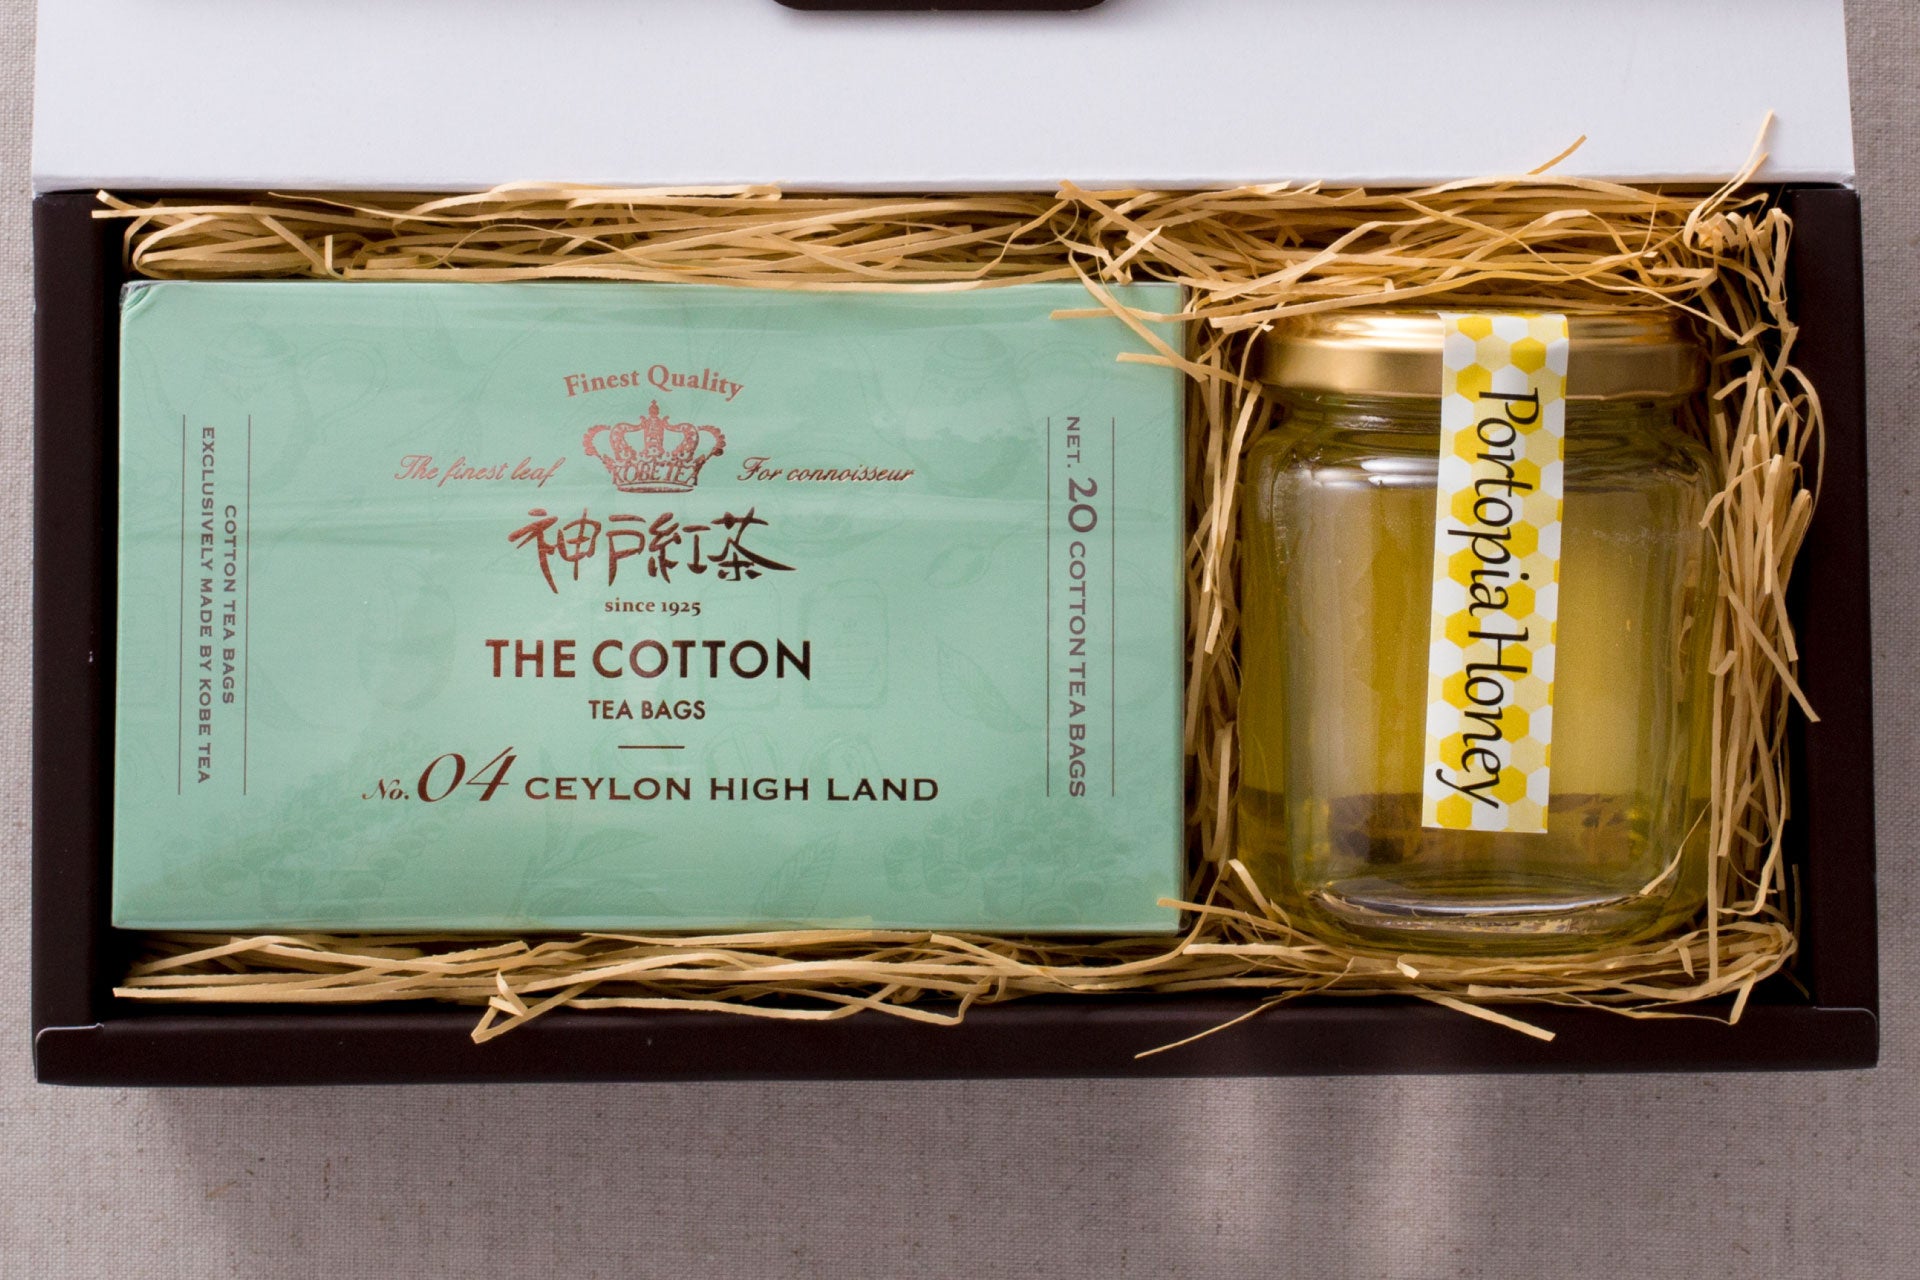 COTTON TEA BAGS
EXCLUSIVELY MADE BY KOBE TEA
Finest Quality
KOBE TEA
The finest leaf
For connoisseur
神戸紅茶
since 1925
THE COTTON
TEA BAGS
No. 04 CEYLON HIGH LAND
NET. 20 COTTON TEA BAGS
Portopia Honey